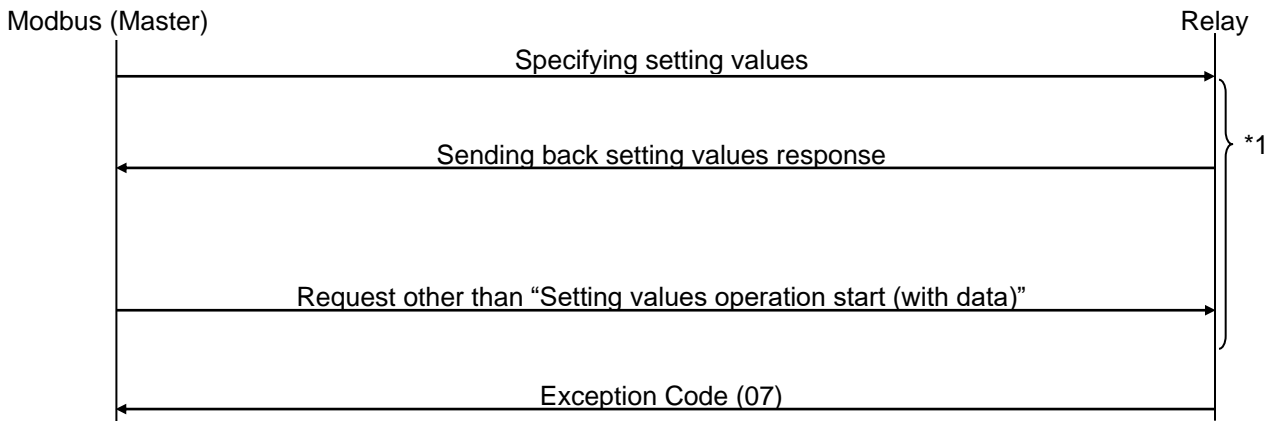 Modbus (Master)
Relay
Specifying setting values
*1
Sending back setting values response
Request other than “Setting values operation start (with data)”
Exception Code (07)